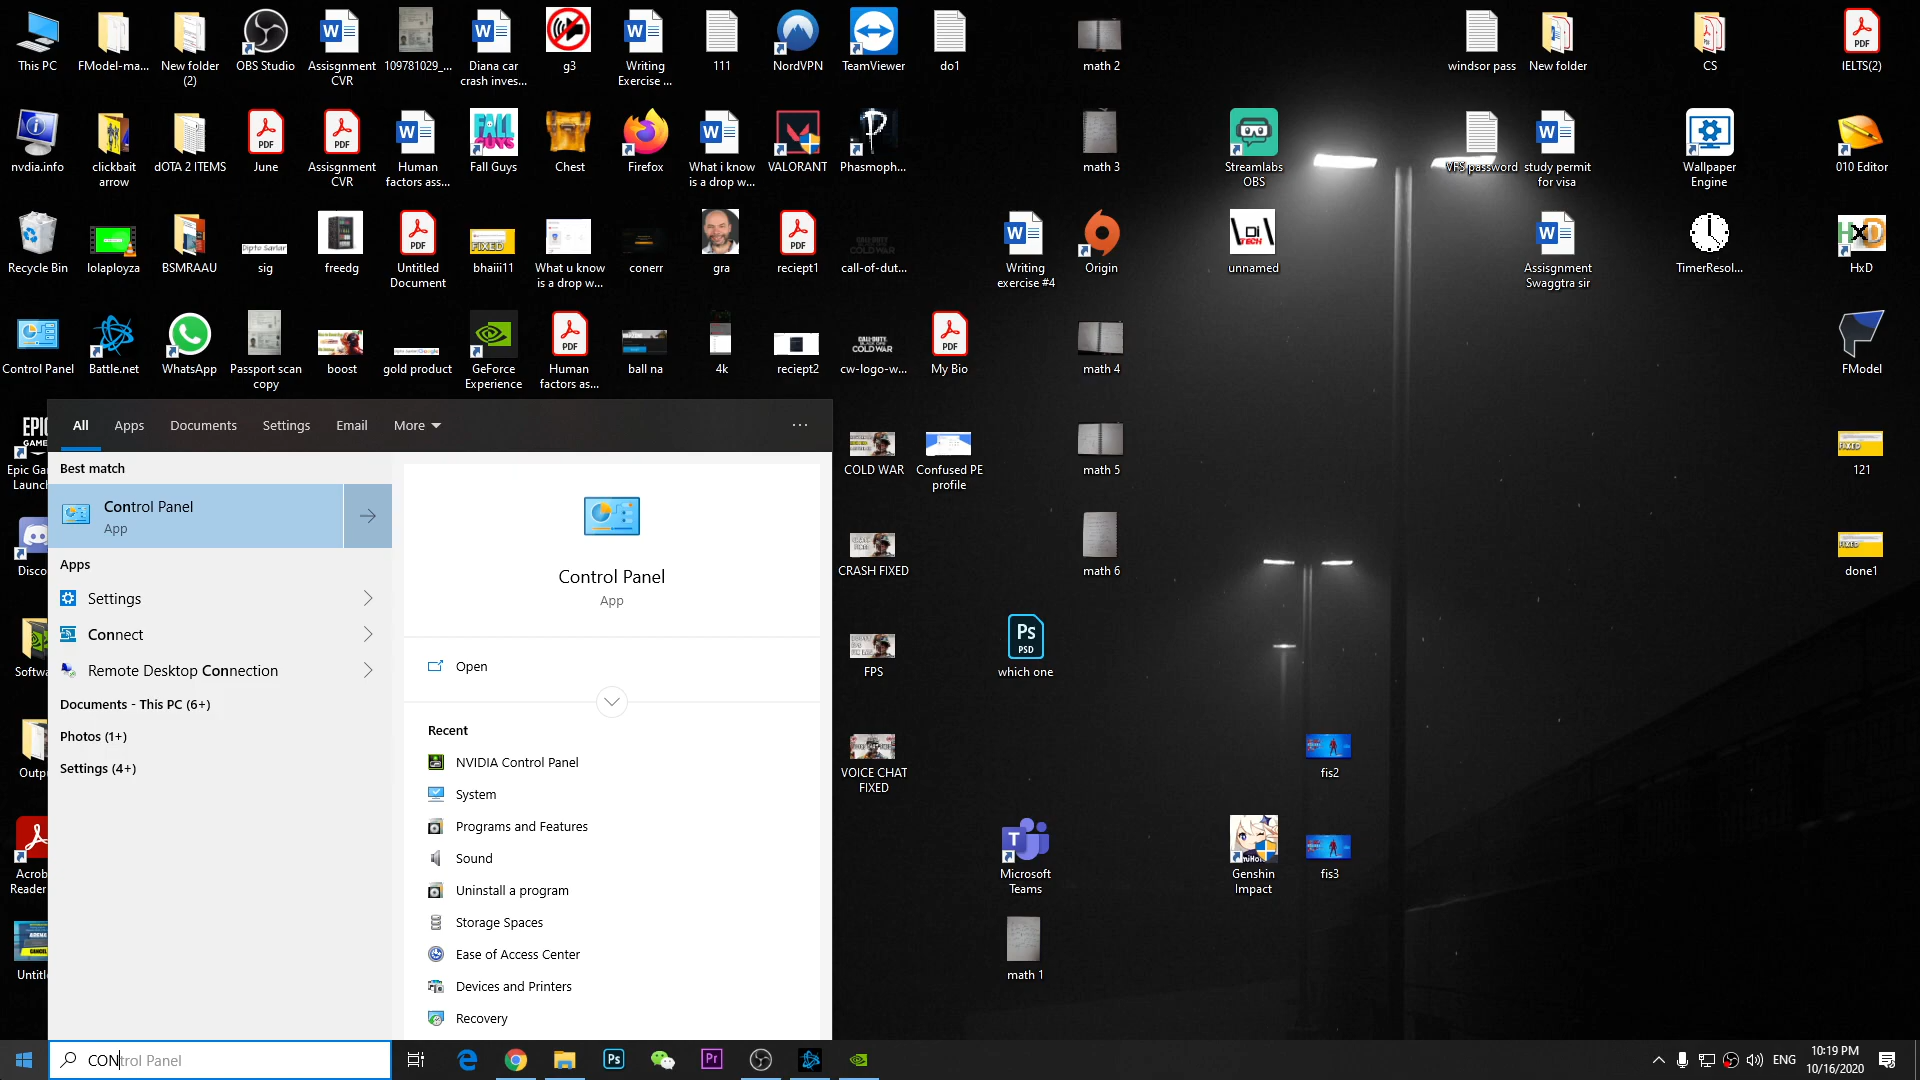 This PC
FModel-ma...
New folder
(2)
OBS Studio
Assisgnment
CVR
109781029_...
Diana car
crash inves...
g3
Writing
Exercise ...
111
NordVPN
TeamViewer
do1
math 2
windsor pass
New folder
CS
IELTS(2)
nvdia.info
clickbait
arrow
dOTA 2 ITEMS
June
Assisgnment
CVR
Human
factors ass...
Fall Guys
Chest
Firefox
What i know
is a drop w...
VALORANT
Phasmoph...
math 3
Streamlabs
OBS
VFS password
study permit
for visa
Wallpaper
Engine
010 Editor
Recycle Bin
lolaployza
BSMRAAU
sig
freedg
Untitled
Document
bhaiii11
What u know
is a drop w...
conerr
gra
reciept1
call-of-dut...
Writing
exercise #4
Origin
unnamed
Assisgnment
Swaggtra sir
TimerResol...
HxD
Control Panel
Battle.net
WhatsApp
Passport scan
copy
boost
gold product
GeForce
Experience
Human
factors as...
ball na
4k
reciept2
cw-logo-w...
My Bio
math 4
FModel
Epic Ga
Launch
COLD WAR
Confused PE
profile
math 5
121
Disco
CRASH FIXED
math 6
done1
Softwa
FPS
which one
Outpu
VOICE CHAT
FIXED
fis2
Acrob
Reader
Microsoft
Teams
Genshin
Impact
fis3
Untitle
math 1
All
Apps
Documents
Settings
Email
More
...
Best match
Control Panel
App
Apps
Settings
Connect
Remote Desktop Connection
Documents - This PC (6+)
Photos (1+)
Settings (4+)
Control Panel
App
Open
Recent
NVIDIA Control Panel
System
Programs and Features
Sound
Uninstall a program
Storage Spaces
Ease of Access Center
Devices and Printers
Recovery
CONtrol Panel
ENG
10:19 PM
10/16/2020